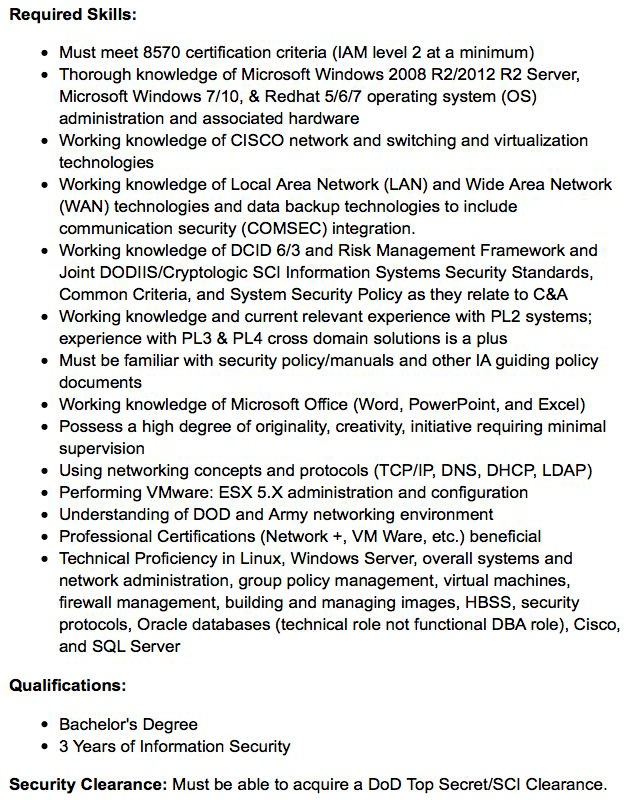 Required Skills:
• Must meet 8570 certification criteria (IAM level 2 at a minimum)
• Thorough knowledge of Microsoft Windows 2008 R2/2012 R2 Server,
Microsoft Windows 7/10, & Redhat 5/6/7 operating system (OS)
administration and associated hardware
• Working knowledge of CISCO network and switching and virtualization
technologies
• Working knowledge of Local Area Network (LAN) and Wide Area Network
(WAN) technologies and data backup technologies to include
communication security (COMSEC) integration.
• Working knowledge of DCID 6/3 and Risk Management Framework and
Joint DODIIS/Cryptologic SCI Information Systems Security Standards,
Common Criteria, and System Security Policy as they relate to C&A
• Working knowledge and current relevant experience with PL2 systems;
experience with PL3 & PL4 cross domain solutions is a plus
• Must be familiar with security policy/manuals and other IA guiding policy
documents
• Working knowledge of Microsoft Office (Word, PowerPoint, and Excel)
• Possess a high degree of originality, creativity, initiative requiring minimal
supervision
• Using networking concepts and protocols (TCP/IP, DNS, DHCP, LDAP)
• Performing VMware: ESX 5.X administration and configuration
• Understanding of DOD and Army networking environment
• Professional Certifications (Network +, VM Ware, etc.) beneficial
• Technical Proficiency in Linux, Windows Server, overall systems and
network administration, group policy management, virtual machines,
firewall management, building and managing images, HBSS, security
protocols, Oracle databases (technical role not functional DBA role), Cisco,
and SQL Server
Qualifications:
• Bachelor's Degree
• 3 Years of Information Security
Security Clearance: Must be able to acquire a DoD Top Secret/SCI Clearance.